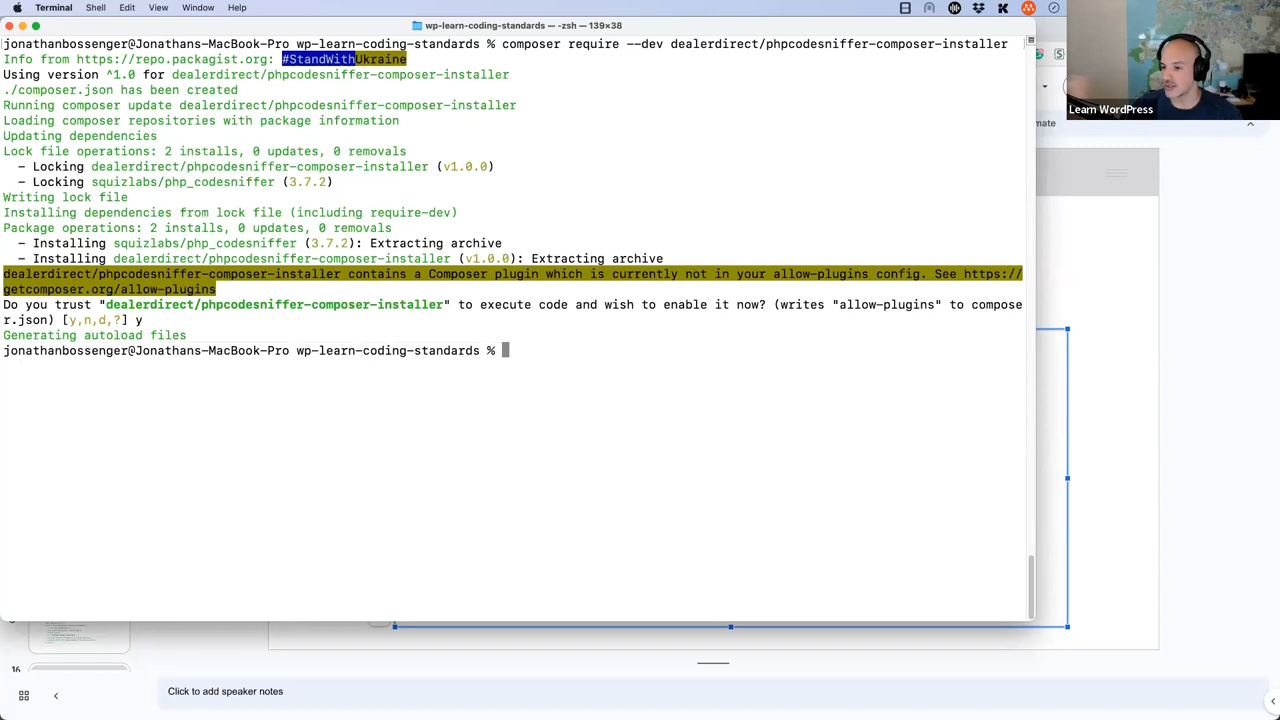 Terminal Shell Edit View Window Help
wp-learn-coding-standards — -zsh — 139×38
jonathanbossenger@Jonathans-MacBook-Pro wp-learn-coding-standards % composer require --dev dealerdirect/phpcodesniffer-composer-installer
Info from https://repo.packagist.org: #StandWithUkraine
Using version ^1.0 for dealerdirect/phpcodesniffer-composer-installer
./composer.json has been created
Running composer update dealerdirect/phpcodesniffer-composer-installer
Loading composer repositories with package information
Updating dependencies
Lock file operations: 2 installs, 0 updates, 0 removals
– Locking dealerdirect/phpcodesniffer-composer-installer (v1.0.0)
– Locking squizlabs/php_codesniffer (3.7.2)
Writing lock file
Installing dependencies from lock file (including require-dev)
Package operations: 2 installs, 0 updates, 0 removals
– Installing squizlabs/php_codesniffer (3.7.2): Extracting archive
– Installing dealerdirect/phpcodesniffer-composer-installer (v1.0.0): Extracting archive
dealerdirect/phpcodesniffer-composer-installer contains a Composer plugin which is currently not in your allow-plugins config. See https://
getcomposer.org/allow-plugins
Do you trust "dealerdirect/phpcodesniffer-composer-installer" to execute code and wish to enable it now? (writes "allow-plugins" to compose
r.json) [y,n,d,?] y
Generating autoload files
jonathanbossenger@Jonathans-MacBook-Pro wp-learn-coding-standards %
Learn WordPress
mate
16
Click to add speaker notes